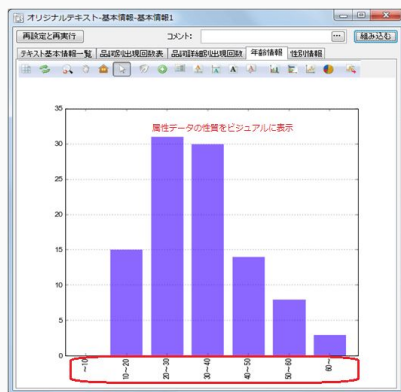 オリジナルテキスト-基本情報-基本情報1
再設定と再実行
コメント:
組み込む
テキスト基本情報一覧
品詞別出現回数表
品詞詳細別出現回数
年齢情報
性別情報
属性データの性質をビジュアルに表示
35
30
25
20
15
10
5
0
～10
10～20
20～30
30～40
40～50
50～60
60～